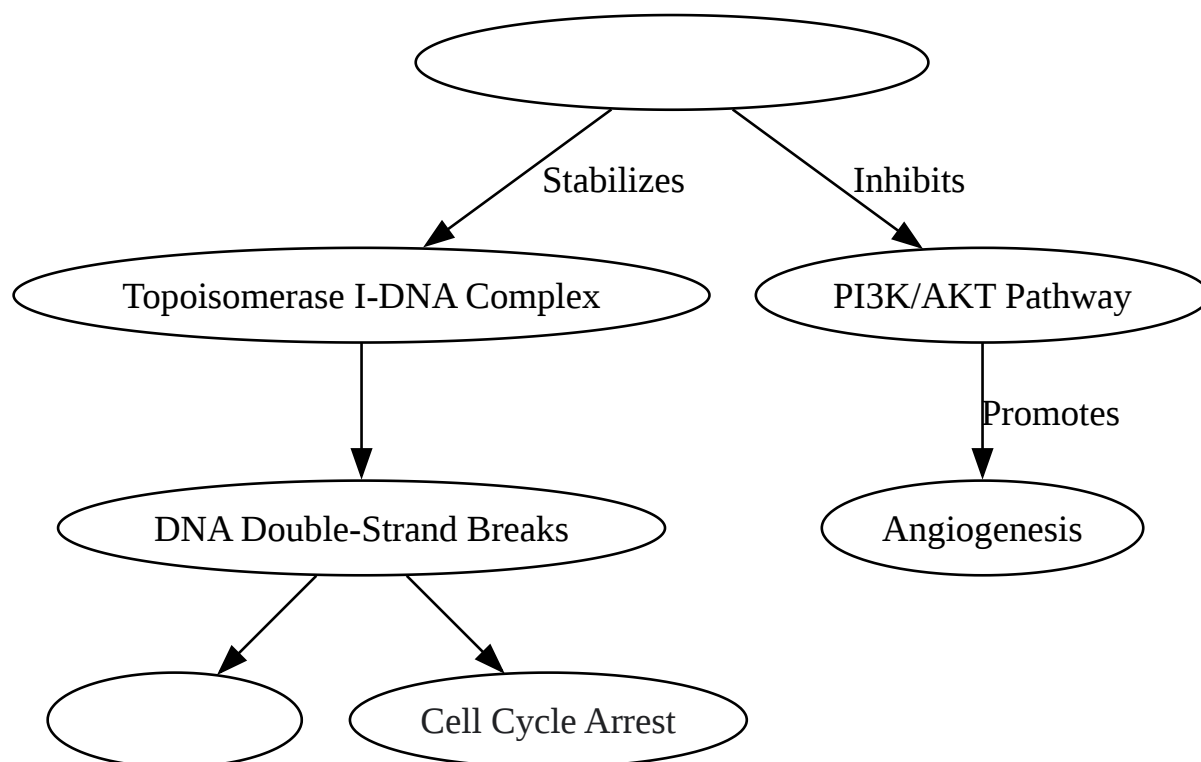 Stabilizes
Inhibits
Topoisomerase I-DNA Complex
PI3K/AKT Pathway
Promotes
DNA Double-Strand Breaks
Angiogenesis
Cell Cycle Arrest